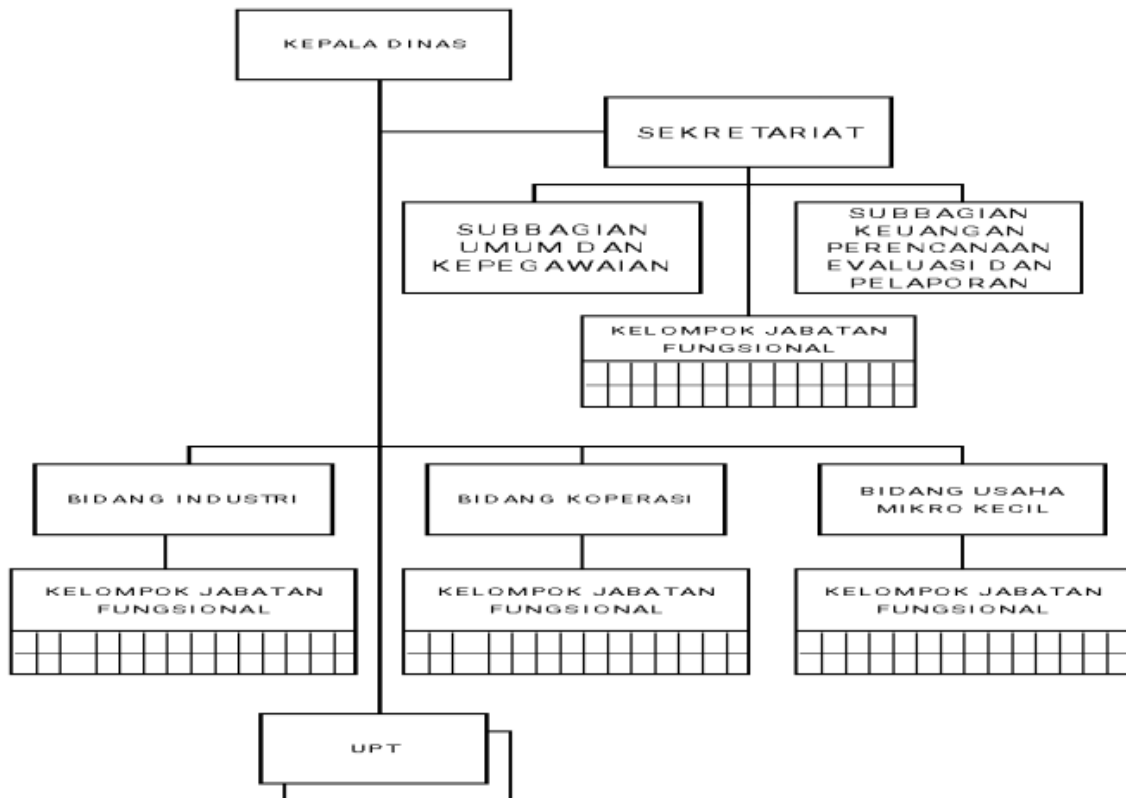 KEPALA DINAS
SEKRETARIAT
SUBBAGIAN
UMUM DAN
KEPEGAWAIAN
SUBBAGIAN
KEUANGAN
PERENCANAAN
EVALUASI DAN
PELAPORAN
KELOMPOK JABATAN
FUNGSIONAL
BIDANG INDUSTRI
BIDANG KOPERASI
BIDANG USAHA
MIKRO KECIL
KELOMPOK JABATAN
FUNGSIONAL
KELOMPOK JABATAN
FUNGSIONAL
KELOMPOK JABATAN
FUNGSIONAL
UPT